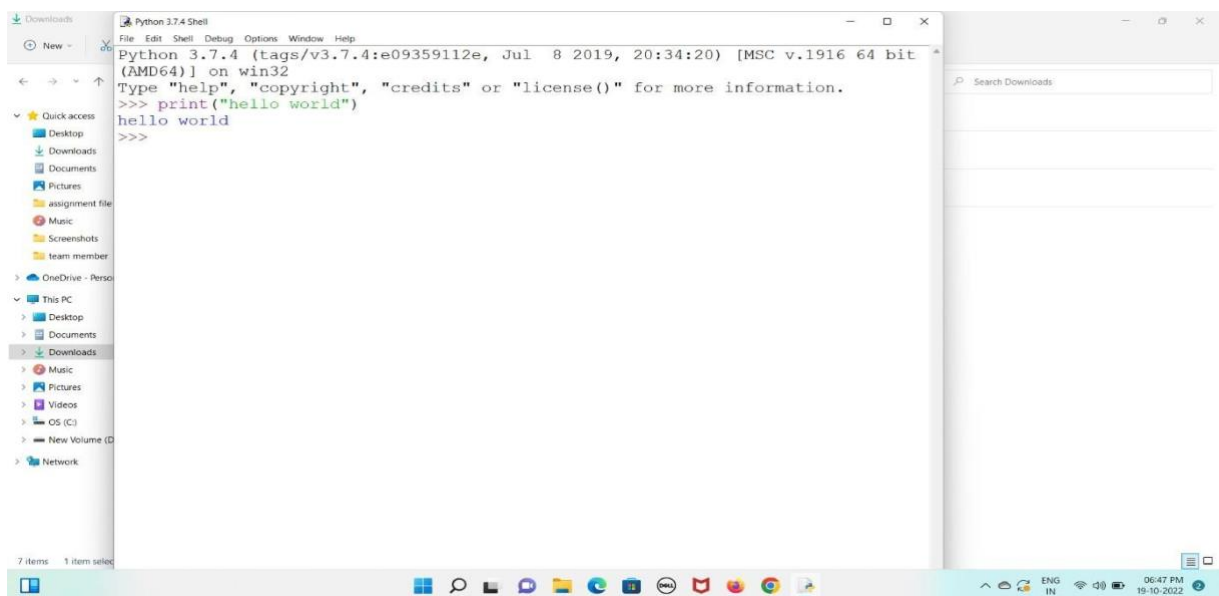 Downloads
Python 3.7.4 Shell
File Edit Shell Debug Options Window Help
New
Python 3.7.4 (tags/v3.7.4:e09359112e, Jul 8 2019, 20:34:20) [MSC v.1916 64 bit
(AMD64)] on win32
Type "help", "copyright", "credits" or "license()" for more information.
>>> print("hello world")
hello world
>>>
Search Downloads
Quick access
Desktop
Downloads
Documents
Pictures
assignment file
Music
Screenshots
team member
OneDrive - Perso
This PC
Desktop
Documents
Downloads
Music
Pictures
Videos
OS (C:)
New Volume (D
Network
7 items 1 item selec
DELL
ENG
IN
06:47 PM
19-10-2022
2